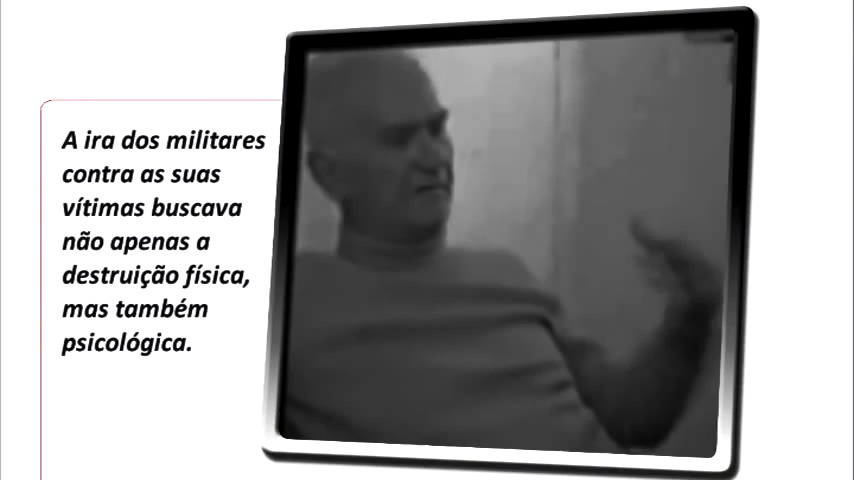 A ira dos militares
contra as suas
vítimas buscava
não apenas a
destruição física,
mas também
psicológica.